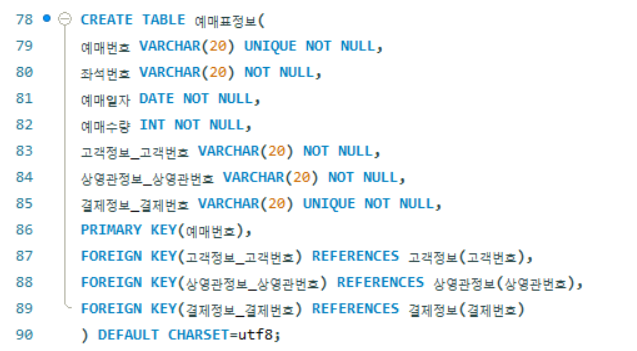 78 CREATE TABLE 예매표정보(
79 예매번호 VARCHAR(20) UNIQUE NOT NULL,
80 좌석번호 VARCHAR(20) NOT NULL,
81 예매일자 DATE NOT NULL,
82 예매수량 INT NOT NULL,
83 고객정보_고객번호 VARCHAR(20) NOT NULL,
84 상영관정보_상영관번호 VARCHAR(20) NOT NULL,
85 결제정보_결제번호 VARCHAR(20) UNIQUE NOT NULL,
86 PRIMARY KEY(예매번호),
87 FOREIGN KEY(고객정보_고객번호) REFERENCES 고객정보(고객번호),
88 FOREIGN KEY(상영관정보_상영관번호) REFERENCES 상영관정보(상영관번호),
89 FOREIGN KEY(결제정보_결제번호) REFERENCES 결제정보(결제번호)
90 ) DEFAULT CHARSET=utf8;